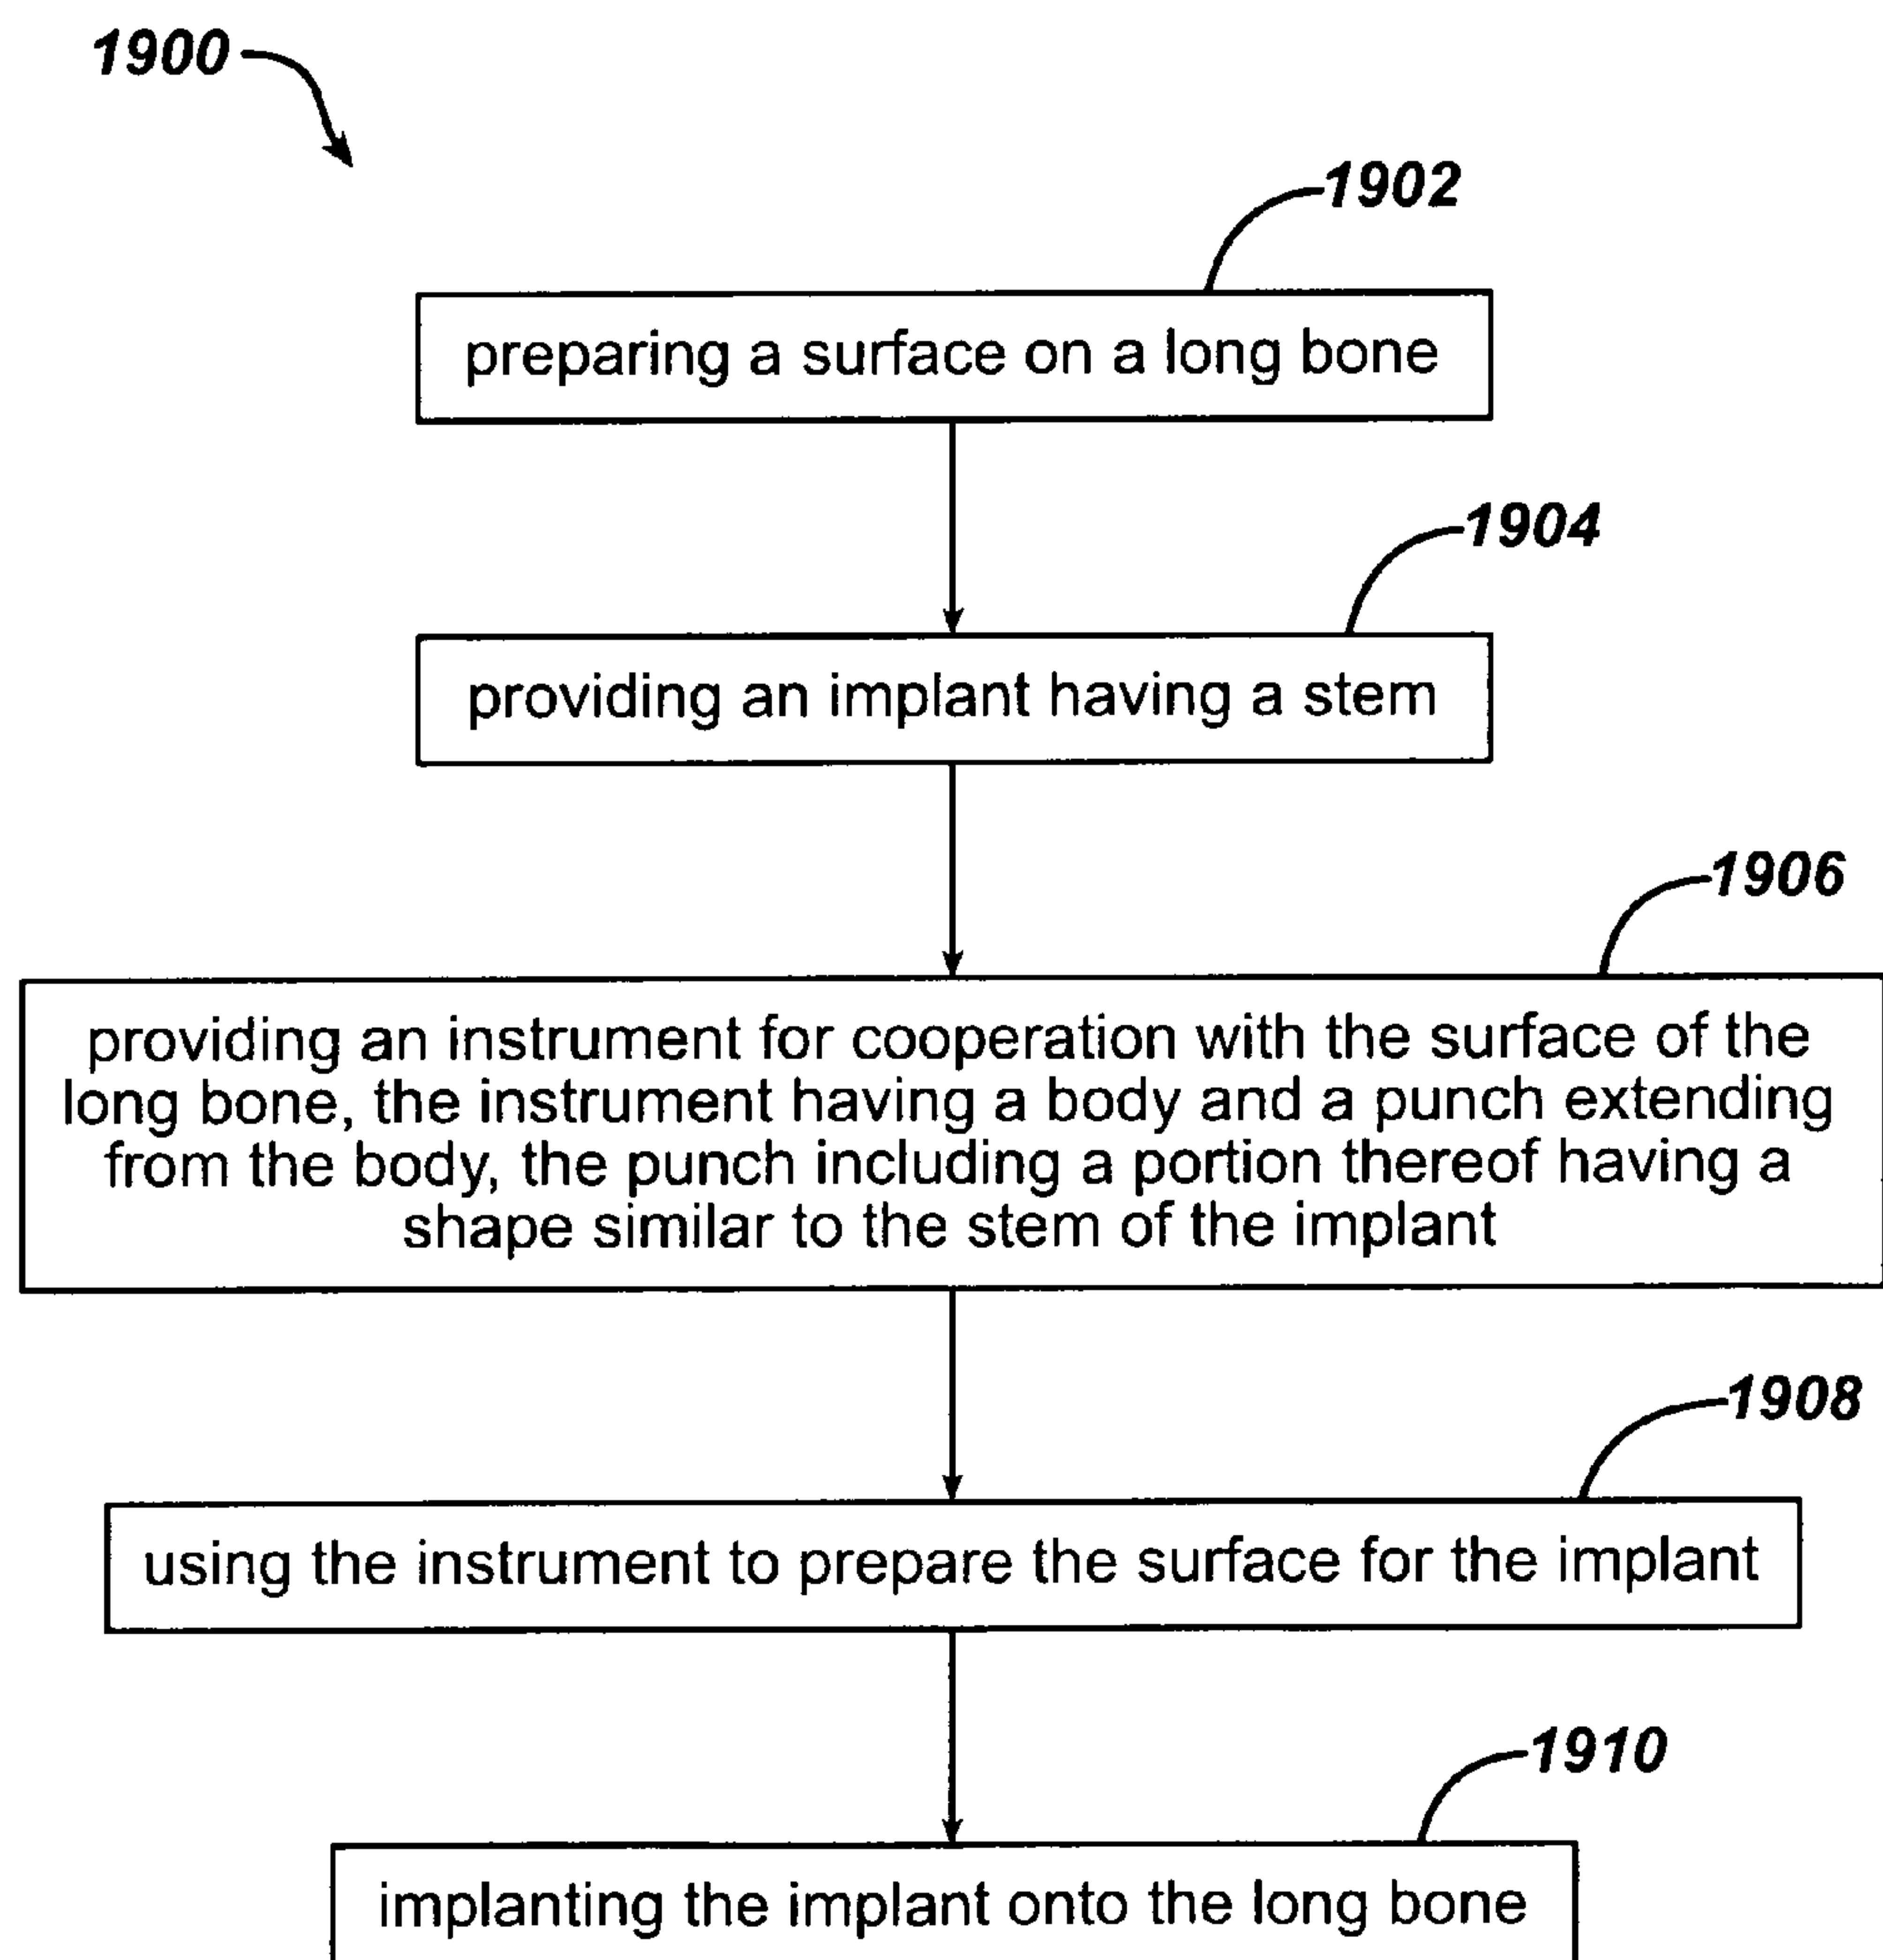 1900
1902
preparing a surface on a long bone
1904
providing an implant having a stem
1906
providing an instrument for cooperation with the surface of the
long bone, the instrument having a body and a punch extending
from the body, the punch including a portion thereof having a
shape similar to the stem of the implant
1908
using the instrument to prepare the surface for the implant
1910
implanting the implant onto the long bone